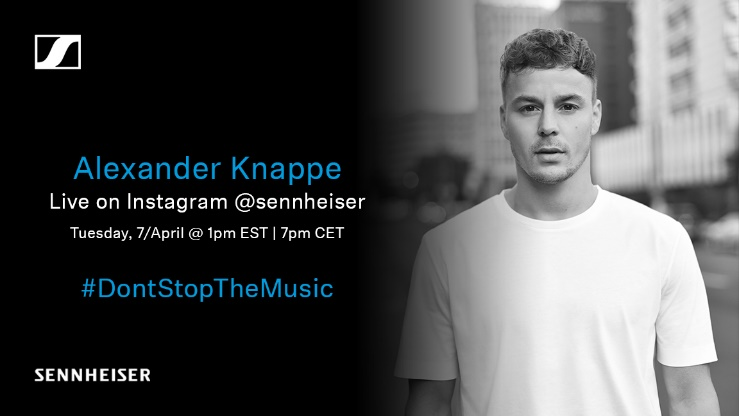 Alexander Knappe
Live on Instagram @sennheiser
Tuesday, 7/April @ 1pm EST | 7pm CET
#DontStopTheMusic
SENNHEISER